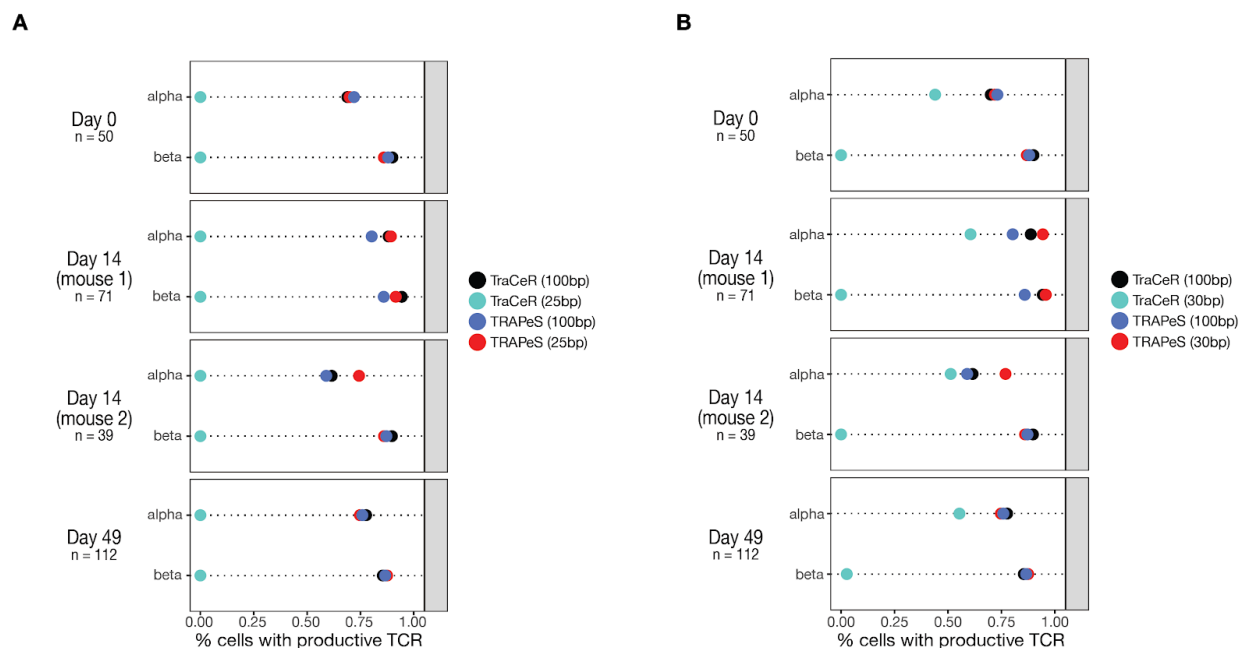 A
Day 0
n = 50
alpha
beta
Day 14
(mouse 1)
n = 71
alpha
beta
Day 14
(mouse 2)
n = 39
alpha
beta
Day 49
n = 112
alpha
beta
0.00 0.25 0.50 0.75 1.00
% cells with productive TCR
TraCeR (100bp)
TraCeR (25bp)
TRAPeS (100bp)
TRAPeS (25bp)
B
Day 0
n = 50
alpha
beta
Day 14
(mouse 1)
n = 71
alpha
beta
Day 14
(mouse 2)
n = 39
alpha
beta
Day 49
n = 112
alpha
beta
0.00 0.25 0.50 0.75 1.00
% cells with productive TCR
TraCeR (100bp)
TraCeR (30bp)
TRAPeS (100bp)
TRAPeS (30bp)